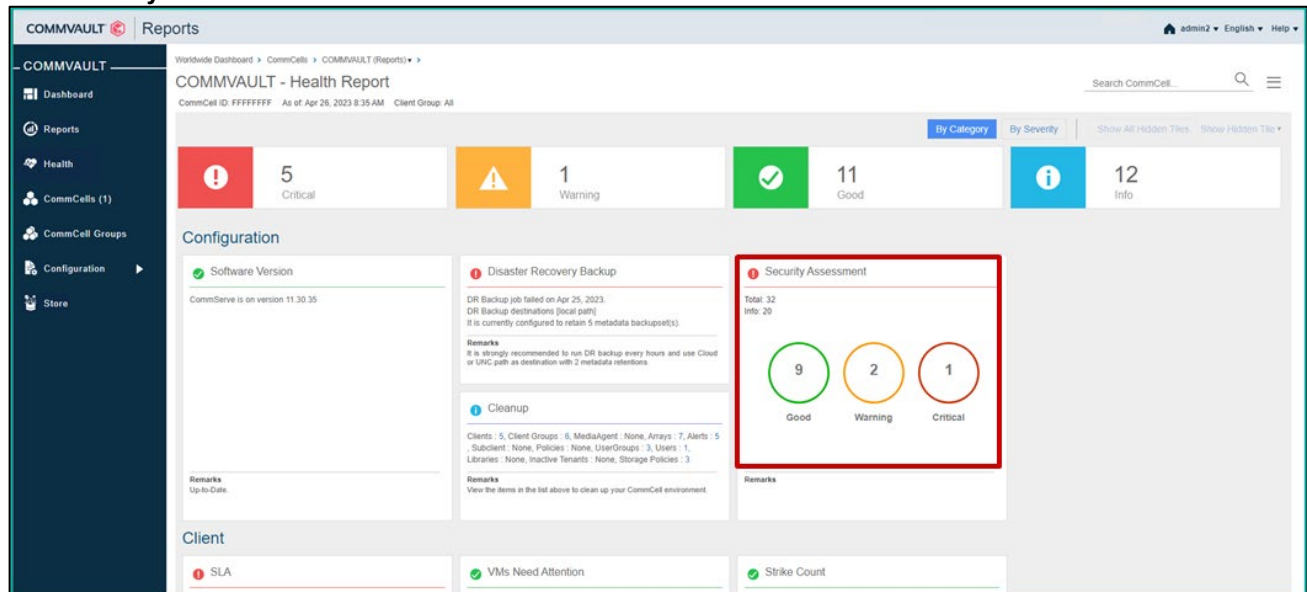 COMMVAULT Reports
admin2 English Help
COMMVAULT
Dashboard
Reports
Health
CommCells (1)
CommCell Groups
Configuration
Store
Worldwide Dashboard CommCells COMMVAULT (Reports)
COMMVAULT - Health Report
CommCell ID: FFFFFFFF As of: Apr 26, 2023 8:35 AM Client Group: All
Search CommCell...
By Category By Severity Show All Hidden Tiles Show Hidden Tile
5
Critical
1
Warning
11
Good
12
Info
Configuration
Software Version
CommServe is on version 11.30.35
Remarks
Up-to-Date.
Disaster Recovery Backup
DR Backup job failed on Apr 25, 2023.
DR Backup destinations [local path]
It is currently configured to retain 5 metadata backupset(s).
Remarks
It is strongly recommended to run DR backup every hours and use Cloud
or UNC path as destination with 2 metadata retentions.
Cleanup
Clients : 5, Client Groups : 6, MediaAgent : None, Arrays : 7, Alerts : 5
, Subclient : None, Policies : None, UserGroups : 3, Users : 1,
Libraries : None, Inactive Tenants : None, Storage Policies : 3
Remarks
View the items in the list above to clean up your CommCell environment.
Security Assessment
Total: 32
Info: 20
9 2 1
Good Warning Critical
Remarks
Client
SLA
VMs Need Attention
Strike Count